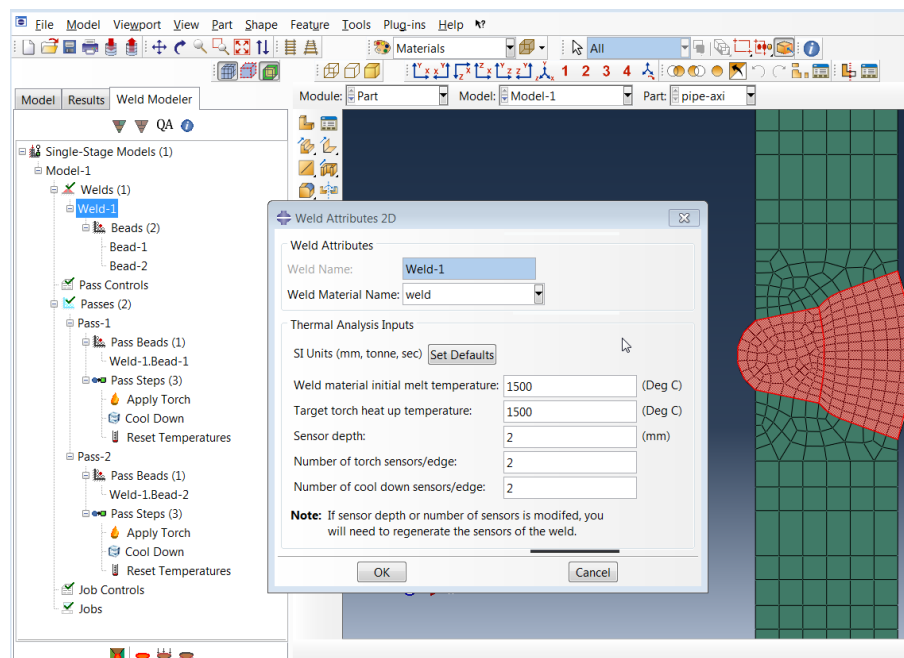 File Model Viewport View Part Shape Feature Tools Plug-ins Help
Materials All
1 2 3 4
Model Results Weld Modeler Module: Part Model: Model-1 Part: pipe-axi
QA
Single-Stage Models (1)
Model-1
Welds (1)
Weld-1
Beads (2)
Bead-1
Bead-2
Pass Controls
Passes (2)
Pass-1
Pass Beads (1)
Weld-1.Bead-1
Pass Steps (3)
Apply Torch
Cool Down
Reset Temperatures
Pass-2
Pass Beads (1)
Weld-1.Bead-2
Pass Steps (3)
Apply Torch
Cool Down
Reset Temperatures
Job Controls
Jobs
Weld Attributes 2D
Weld Attributes
Weld Name: Weld-1
Weld Material Name: weld
Thermal Analysis Inputs
SI Units (mm, tonne, sec) Set Defaults
Weld material initial melt temperature: 1500 (Deg C)
Target torch heat up temperature: 1500 (Deg C)
Sensor depth: 2 (mm)
Number of torch sensors/edge: 2
Number of cool down sensors/edge: 2
Note: If sensor depth or number of sensors is modifed, you
will need to regenerate the sensors of the weld.
OK Cancel